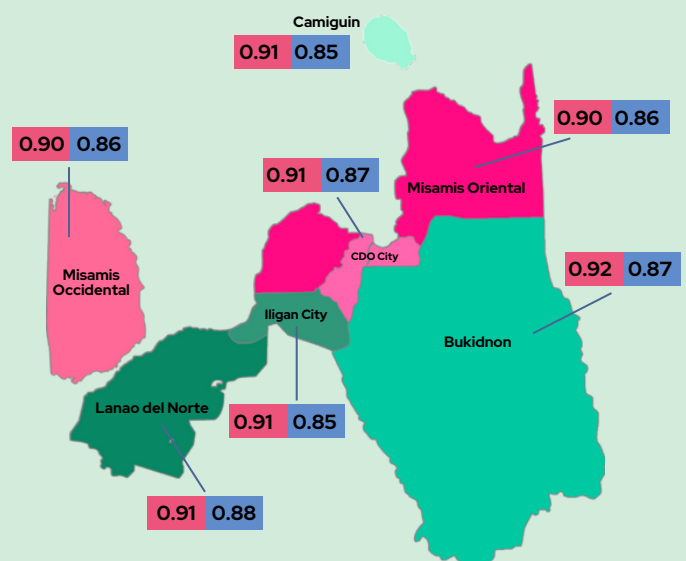 Camiguin
0.91 0.85
0.90 0.86
0.90 0.86
0.91 0.87
Misamis Oriental
CDO City
0.92 0.87
Misamis
Occidental
Iligan City
Bukidnon
Lanao del Norte
0.91 0.85
0.91 0.88